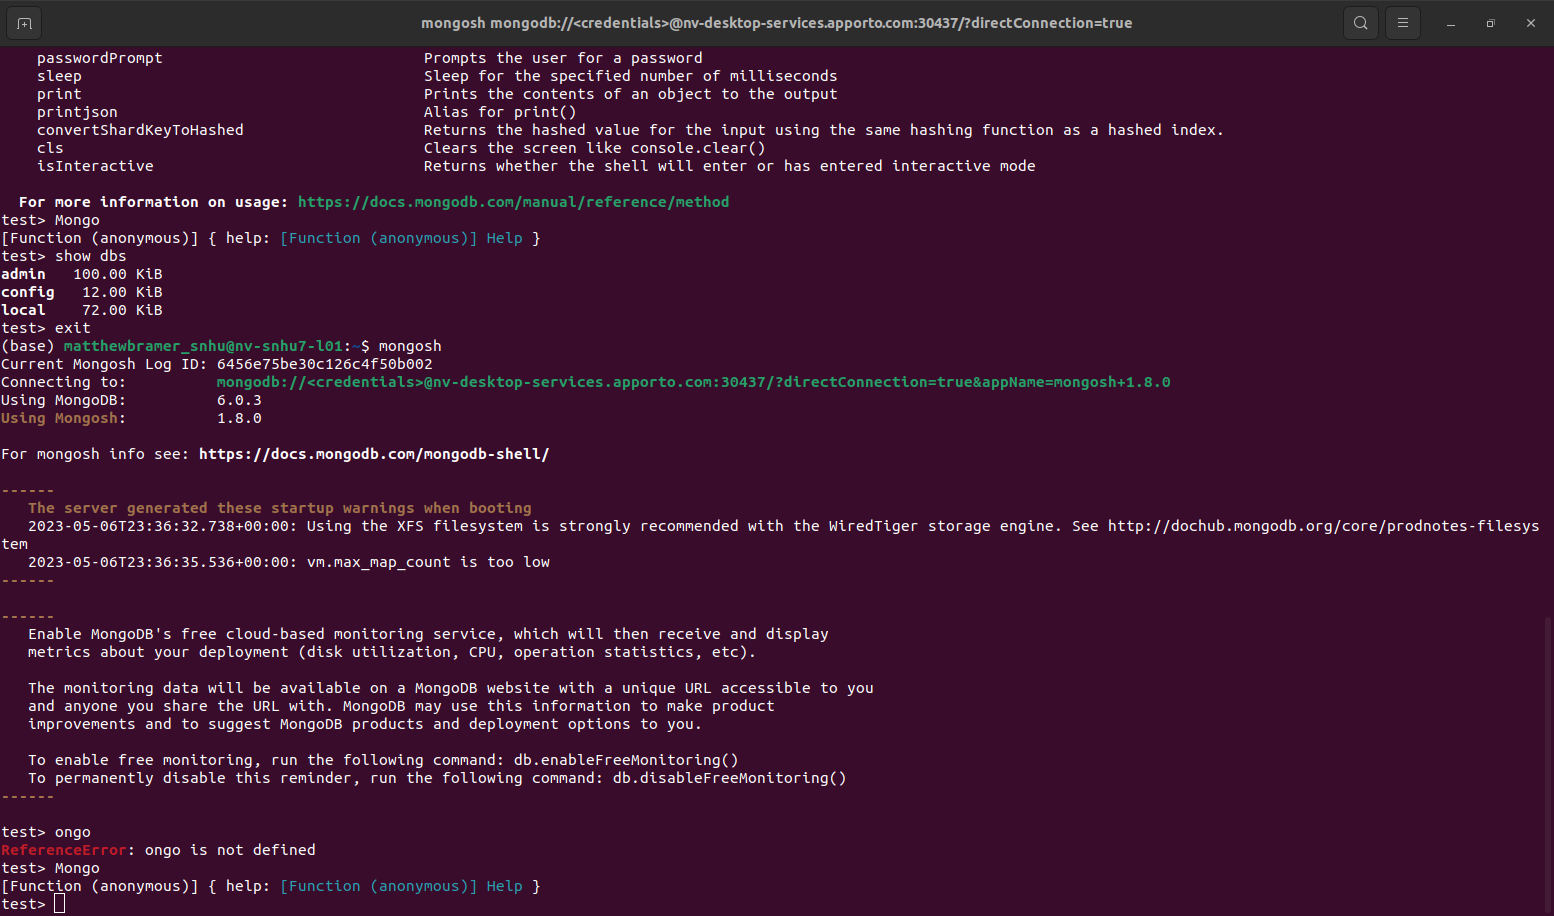 mongosh mongodb://<credentials>@nv-desktop-services.apporto.com:30437/?directConnection=true
passwordPrompt Prompts the user for a password
sleep Sleep for the specified number of milliseconds
print Prints the contents of an object to the output
printjson Alias for print()
convertShardKeyToHashed Returns the hashed value for the input using the same hashing function as a hashed index.
cls Clears the screen like console.clear()
isInteractive Returns whether the shell will enter or has entered interactive mode
For more information on usage: https://docs.mongodb.com/manual/reference/method
test> Mongo
[Function (anonymous)] { help: [Function (anonymous)] Help }
test> show dbs
admin 100.00 KiB
config 12.00 KiB
local 72.00 KiB
test> exit
(base) matthewbramer_snhu@nv-snhu7-l01:~$ mongosh
Current Mongosh Log ID: 6456e75be30c126c4f50b002
Connecting to: mongodb://<credentials>@nv-desktop-services.apporto.com:30437/?directConnection=true&appName=mongosh+1.8.0
Using MongoDB: 6.0.3
Using Mongosh: 1.8.0
For mongosh info see: https://docs.mongodb.com/mongodb-shell/
------
The server generated these startup warnings when booting
2023-05-06T23:36:32.738+00:00: Using the XFS filesystem is strongly recommended with the WiredTiger storage engine. See http://dochub.mongodb.org/core/prodnotes-filesys
tem
2023-05-06T23:36:35.536+00:00: vm.max_map_count is too low
------
------
Enable MongoDB's free cloud-based monitoring service, which will then receive and display
metrics about your deployment (disk utilization, CPU, operation statistics, etc).
The monitoring data will be available on a MongoDB website with a unique URL accessible to you
and anyone you share the URL with. MongoDB may use this information to make product
improvements and to suggest MongoDB products and deployment options to you.
To enable free monitoring, run the following command: db.enableFreeMonitoring()
To permanently disable this reminder, run the following command: db.disableFreeMonitoring()
------
test> ongo
ReferenceError: ongo is not defined
test> Mongo
[Function (anonymous)] { help: [Function (anonymous)] Help }
test>